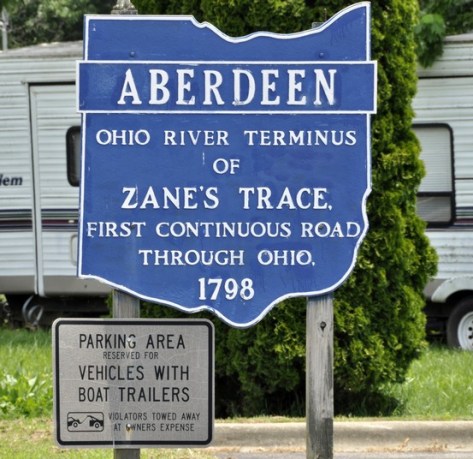 ABERDEEN
OHIO RIVER TERMINUS
OF
ZANE'S TRACE,
FIRST CONTINUOUS ROAD
THROUGH OHIO,
1798
PARKING AREA
RESERVED FOR
VEHICLES WITH
BOAT TRAILERS
VIOLATORS TOWED AWAY
AT OWNERS EXPENSE